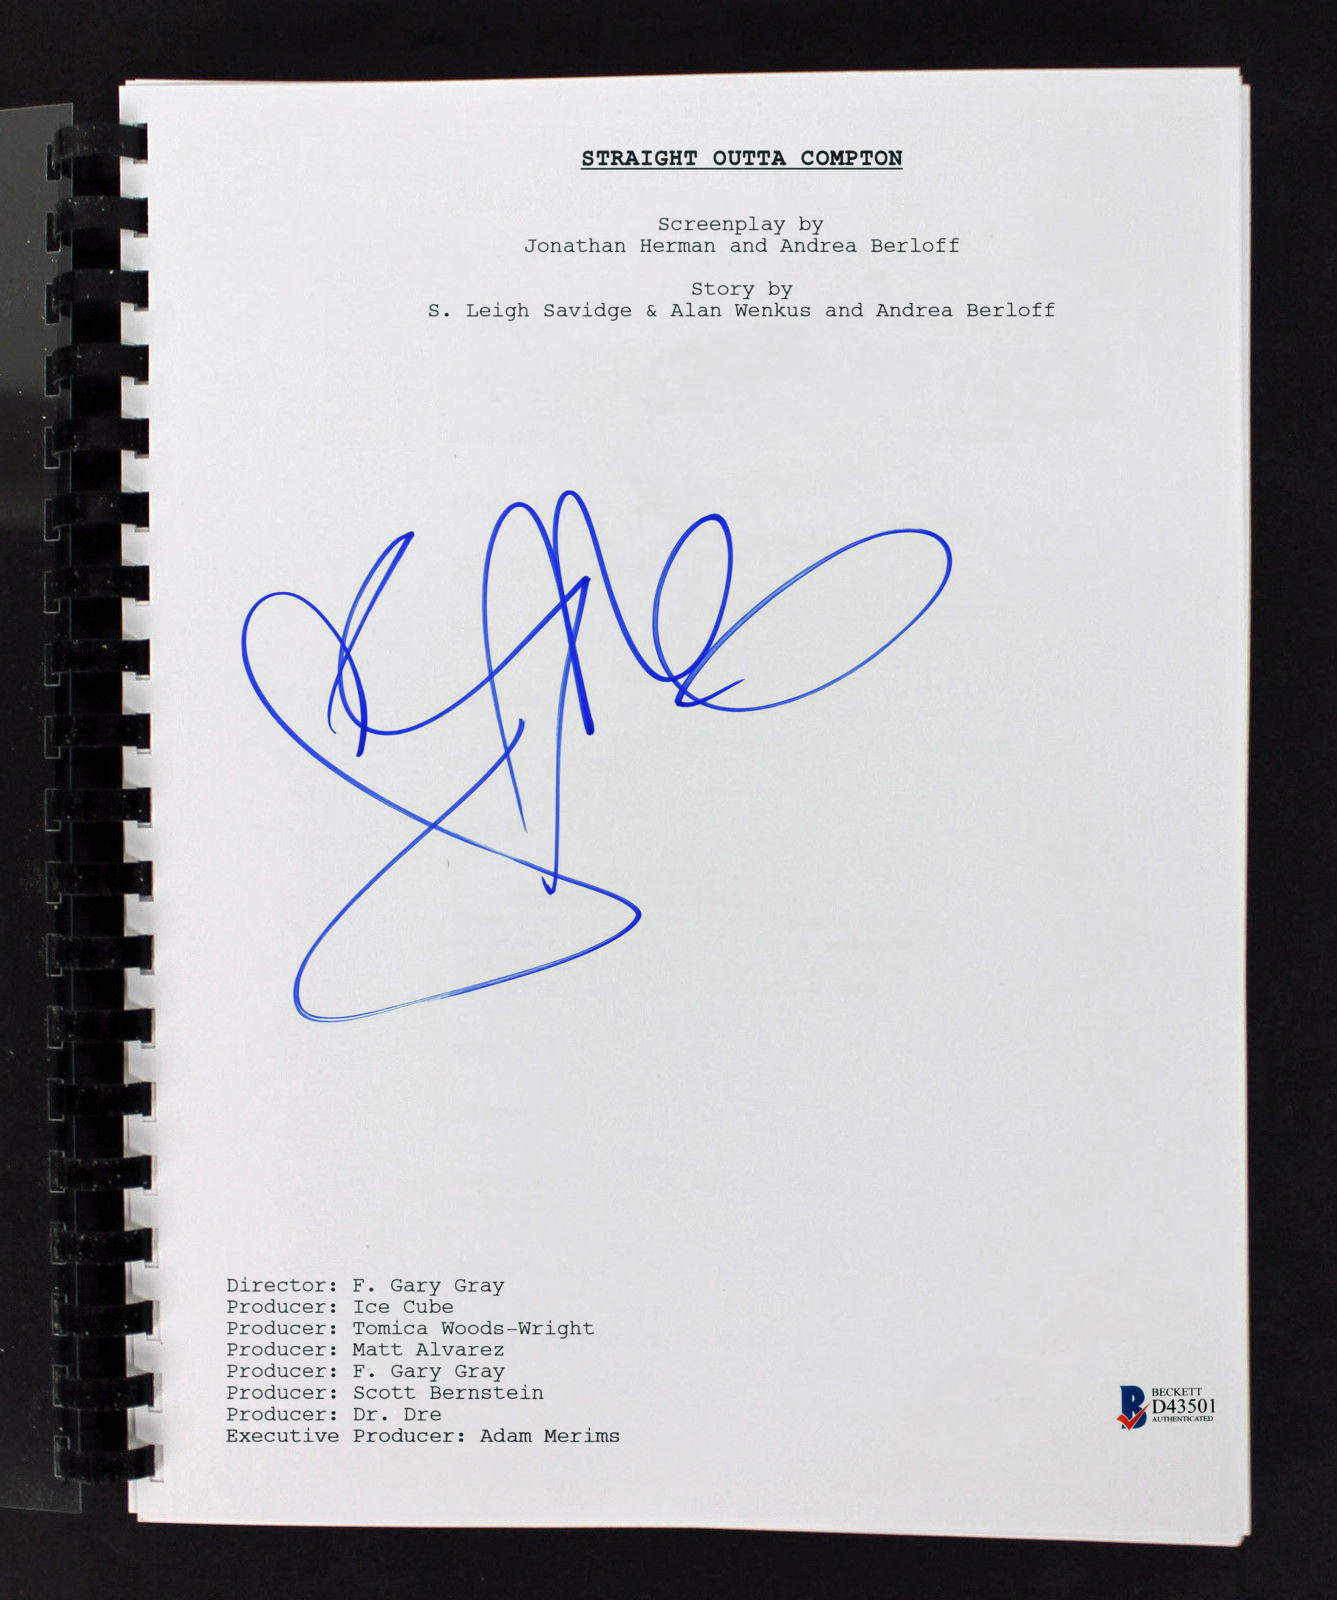 STRAIGHT OUTTA COMPTON
Screenplay by
Jonathan Herman and Andrea Berloff
Story by
S. Leigh Savidge & Alan Wenkus and Andrea Berloff
Director: F. Gary Gray
Producer: Ice Cube
Producer: Tomica Woods-Wright
Producer: Matt Alvarez
Producer: F. Gary Gray
Producer: Scott Bernstein
Producer: Dr. Dre
Executive Producer: Adam Merims
BECKETT
D43501
AUTHENTICATED